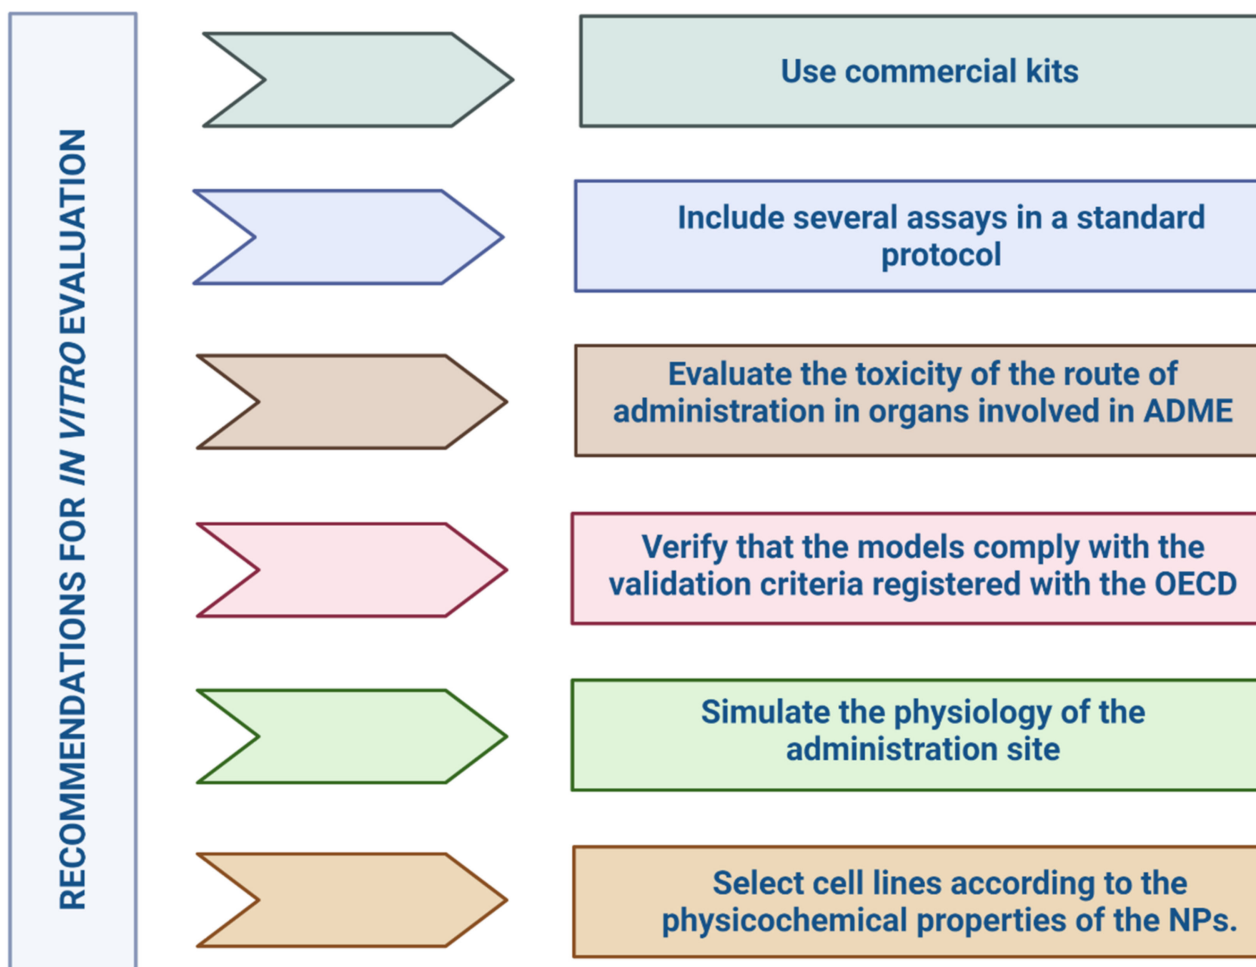 RECOMMENDATIONS FOR IN VITRO EVALUATION
Use commercial kits
Include several assays in a standard
protocol
Evaluate the toxicity of the route of
administration in organs involved in ADME
Verify that the models comply with the
validation criteria registered with the OECD
Simulate the physiology of the
administration site
Select cell lines according to the
physicochemical properties of the NPs.